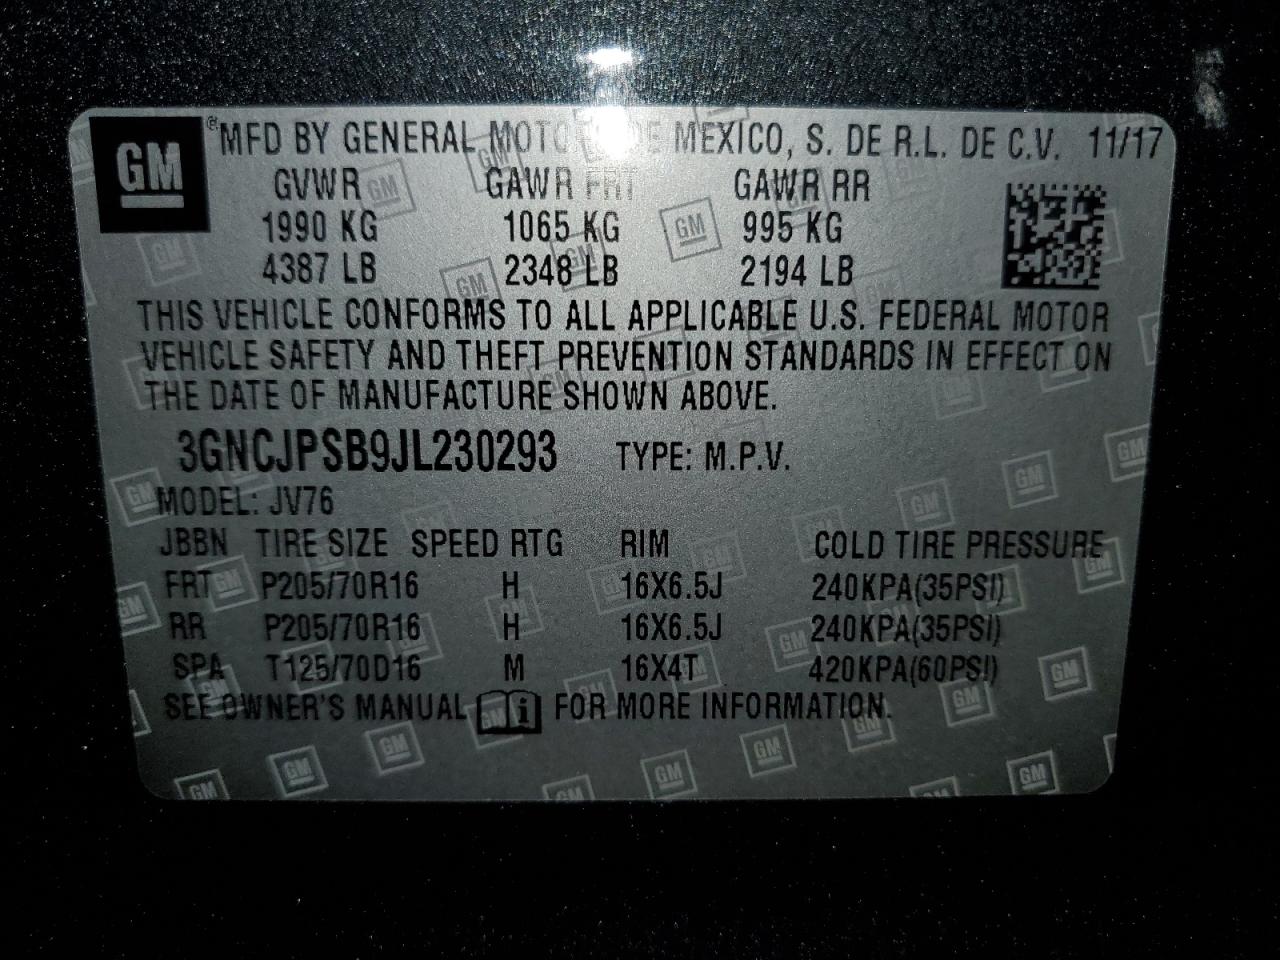 GM ® MFD BY GENERAL MOTO DE MEXICO, S. DE R.L. DE C.V. 11/17
GVWR GAWR FRT GAWR RR
1990 KG 1065 KG 995 KG
4387 LB 2348 LB 2194 LB
THIS VEHICLE CONFORMS TO ALL APPLICABLE U.S. FEDERAL MOTOR
VEHICLE SAFETY AND THEFT PREVENTION STANDARDS IN EFFECT ON
THE DATE OF MANUFACTURE SHOWN ABOVE.
3GNCJPSB9JL230293 TYPE: M.P.V.
MODEL: JV76
JBBN TIRE SIZE SPEED RTG RIM COLD TIRE PRESSURE
FRT P205/70R16 H 16X6.5J 240KPA(35PSI)
RR P205/70R16 H 16X6.5J 240KPA(35PSI)
SPA T125/70D16 M 16X4T 420KPA(60PSI)
SEE OWNER'S MANUAL i FOR MORE INFORMATION.